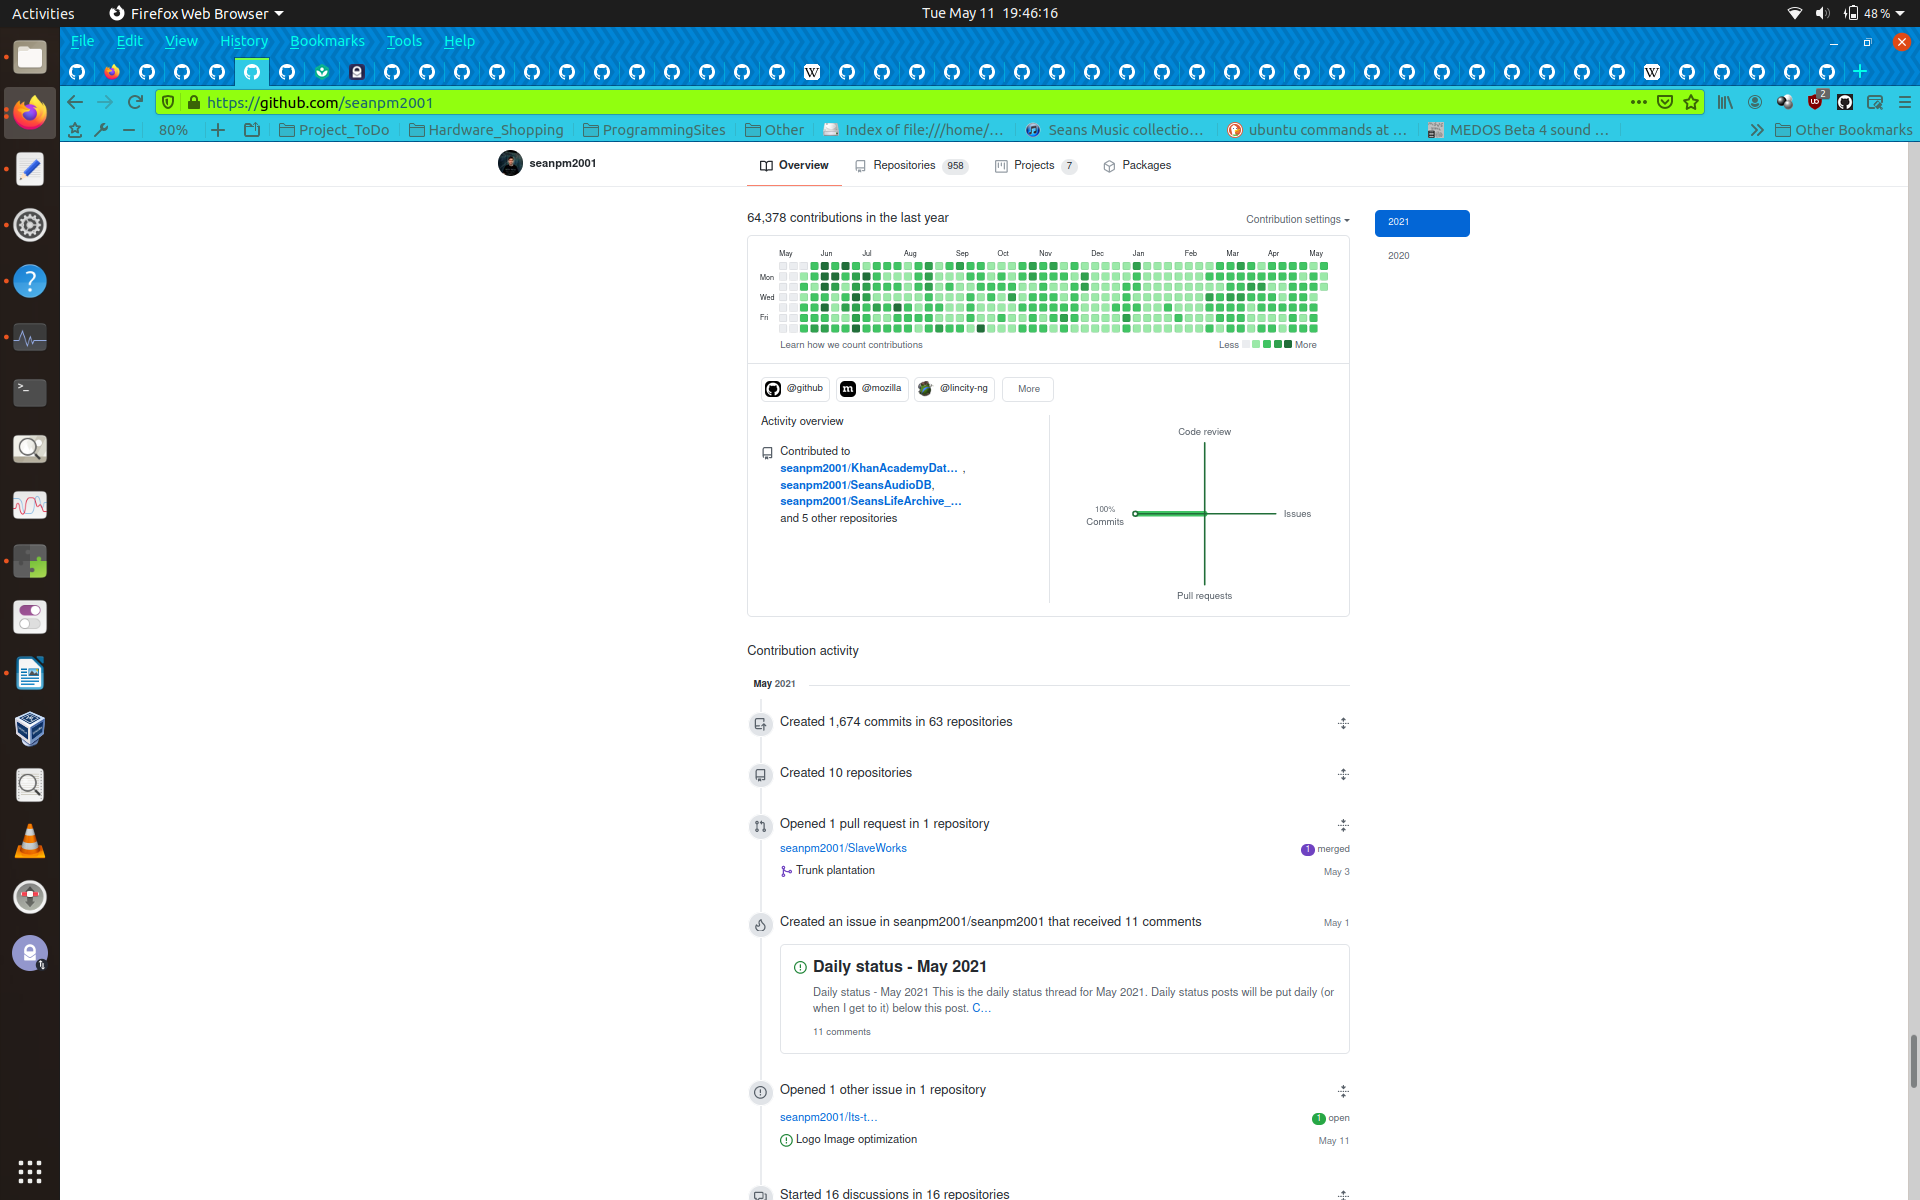 Activities
Firefox Web Browser
Tue May 11 19:46:16
48 %
File Edit View History Bookmarks Tools Help
https://github.com/seanpm2001
2
80%
Project_ToDo
Hardware_Shopping
ProgrammingSites
Other
Index of file:///home/...
Seans Music collectio...
ubuntu commands at ...
MEDOS Beta 4 sound ...
Other Bookmarks
seanpm2001
Overview
Repositories 958
Projects 7
Packages
64,378 contributions in the last year
Contribution settings
2021
2020
May Jun Jul Aug Sep Oct Nov Dec Jan Feb Mar Apr May
Mon
Wed
Fri
Learn how we count contributions
Less More
@github
@mozilla
@lincity-ng
More
Activity overview
Contributed to
seanpm2001/KhanAcademyDat... ,
seanpm2001/SeansAudioDB,
seanpm2001/SeansLifeArchive_...
and 5 other repositories
Code review
100%
Commits
Issues
Pull requests
Contribution activity
May 2021
Created 1,674 commits in 63 repositories
Created 10 repositories
Opened 1 pull request in 1 repository
seanpm2001/SlaveWorks
1 merged
Trunk plantation
May 3
Created an issue in seanpm2001/seanpm2001 that received 11 comments
May 1
Daily status - May 2021
Daily status - May 2021 This is the daily status thread for May 2021. Daily status posts will be put daily (or
when I get to it) below this post. C...
11 comments
Opened 1 other issue in 1 repository
seanpm2001/Its-t...
1 open
Logo Image optimization
May 11
Started 16 discussions in 16 repositories